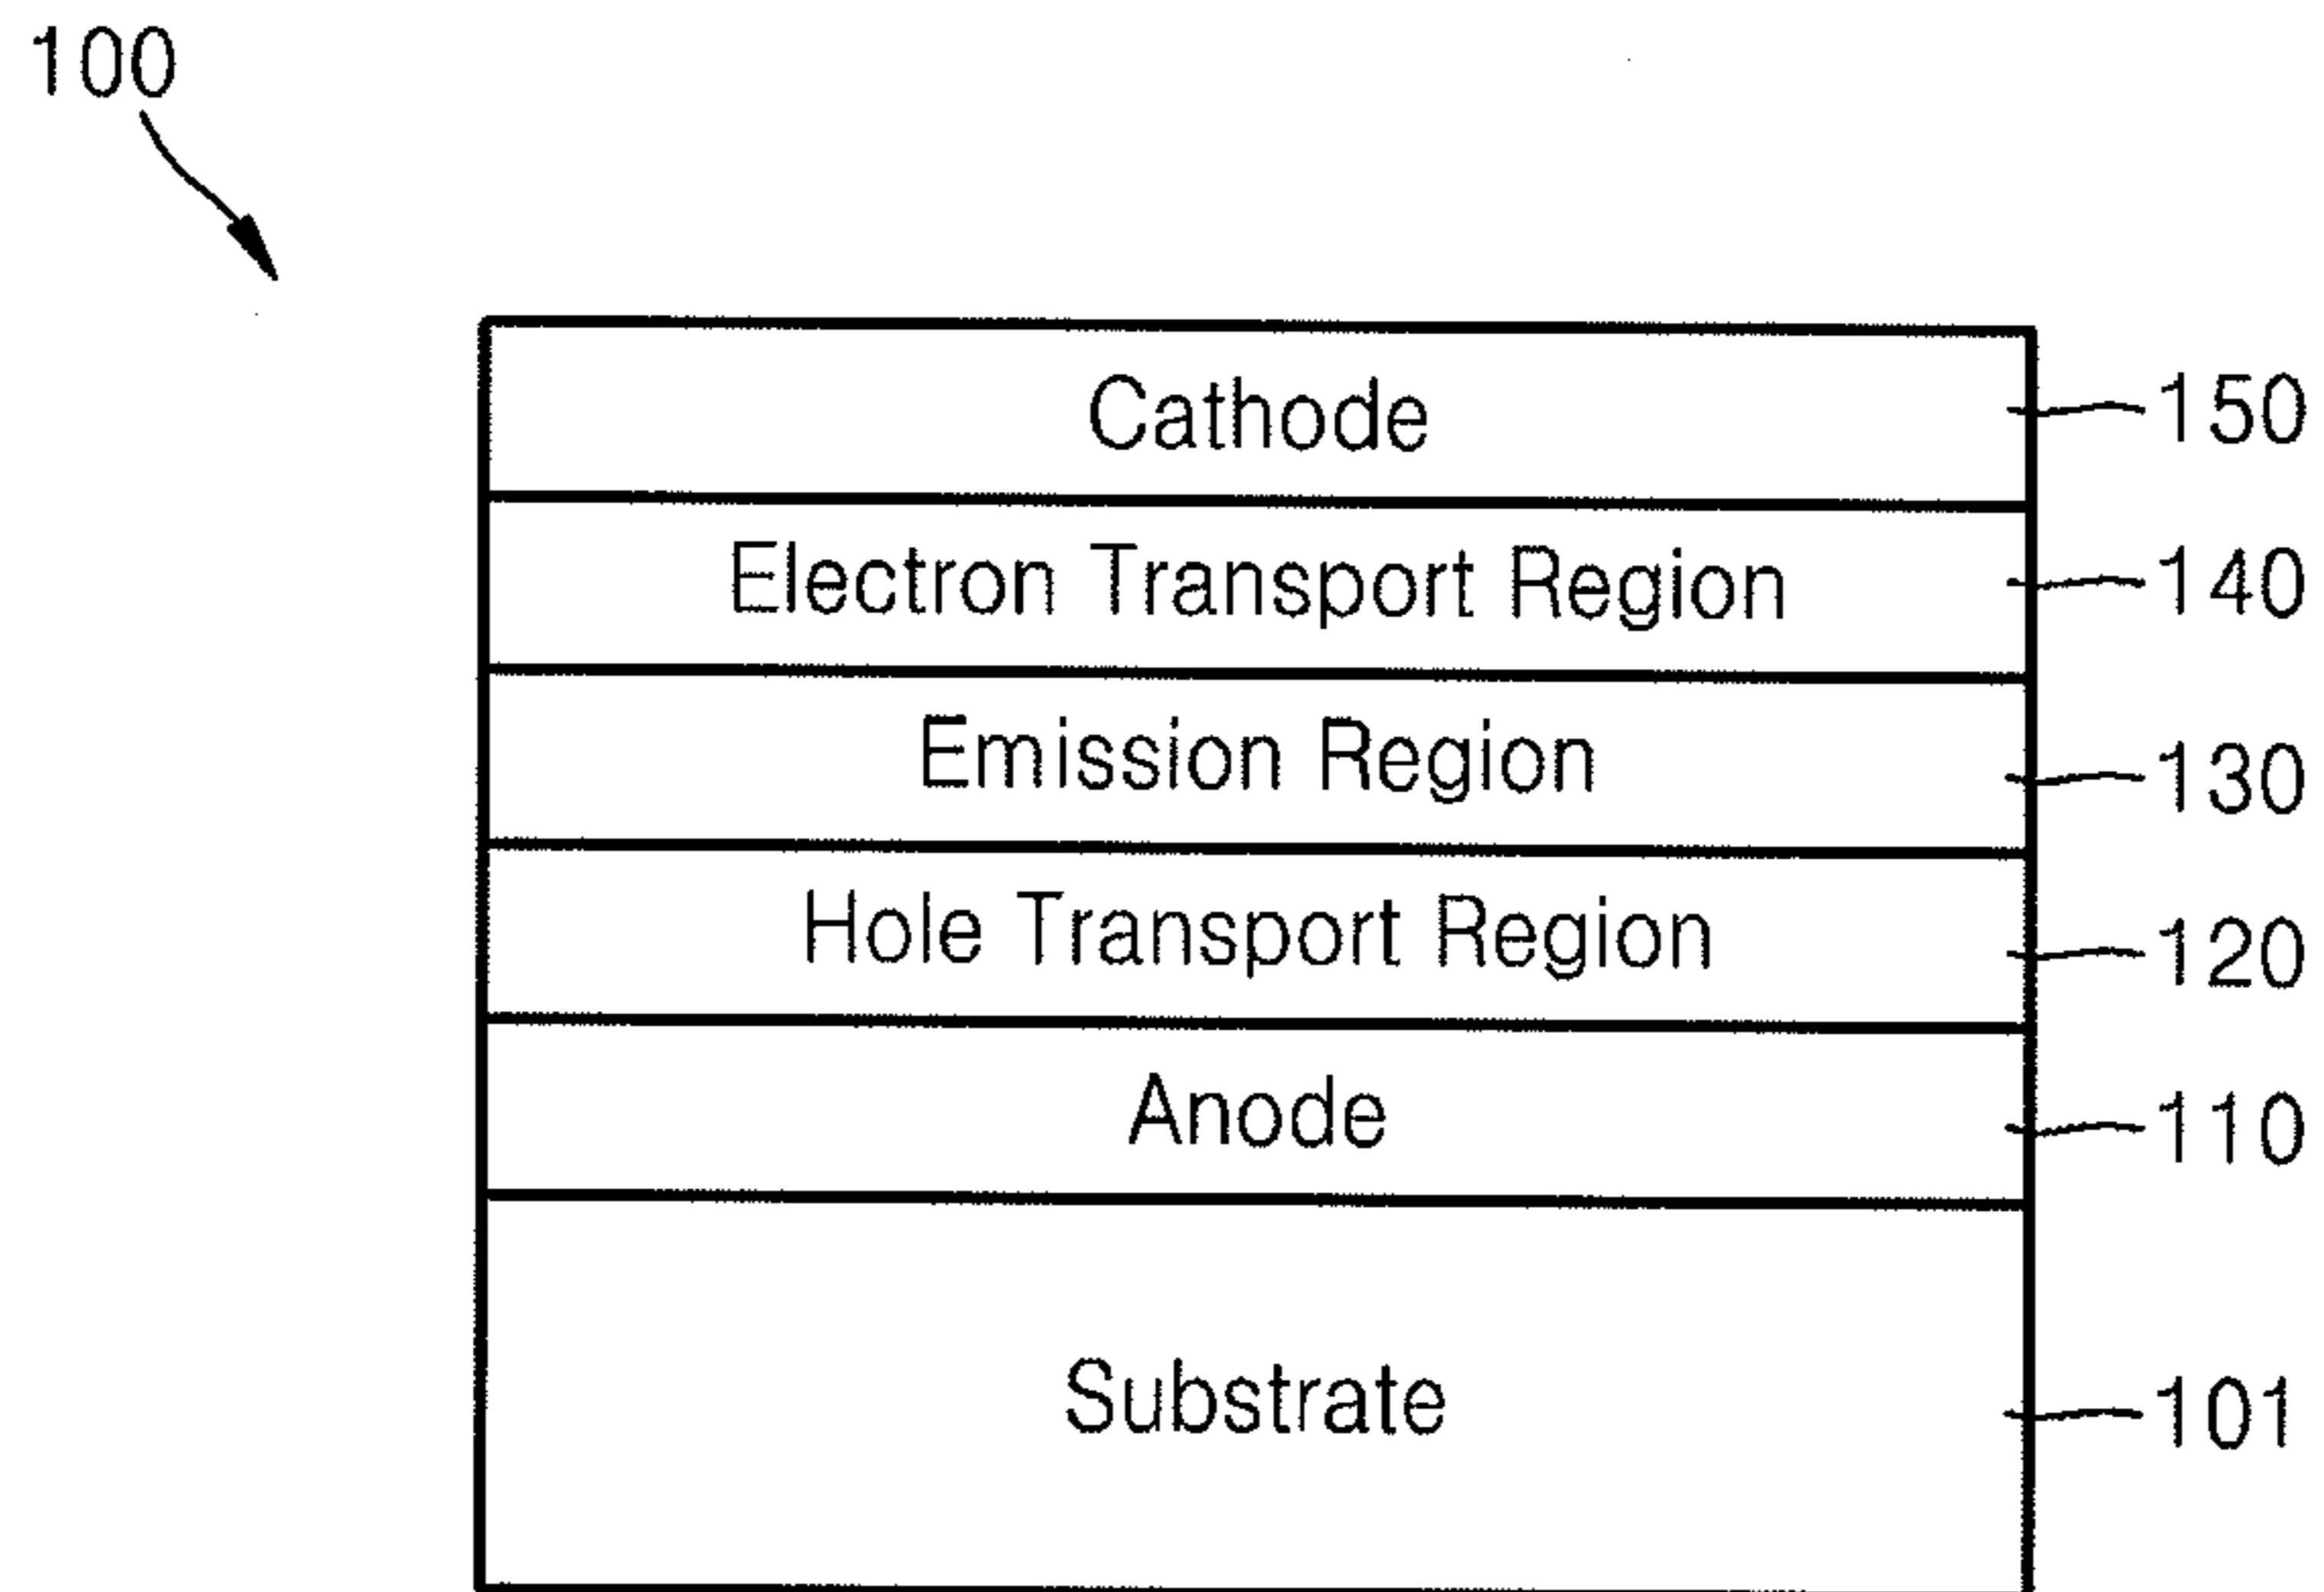 100
Cathode 150
Electron Transport Region 140
Emission Region 130
Hole Transport Region 120
Anode 110
Substrate 101